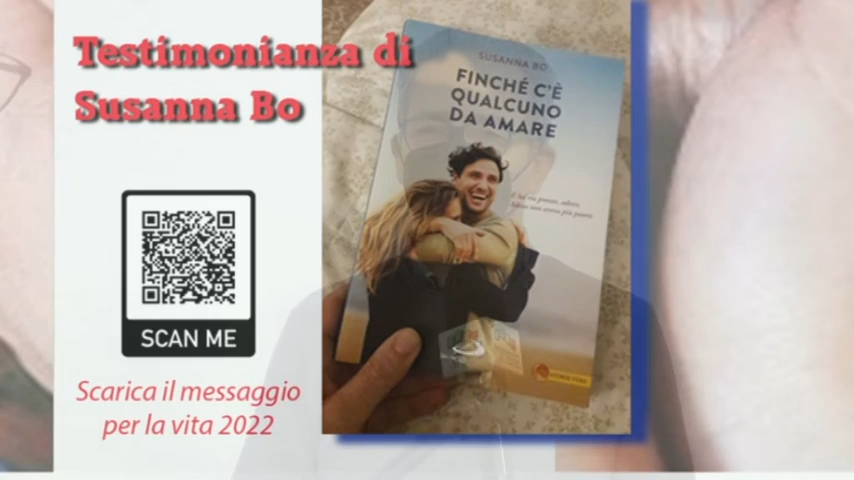 Testimonianza di
Susanna Bo
SUSANNA BO
FINCHÉ C'È
QUALCUNO
DA AMARE
SCAN ME
Scarica il messaggio
per la vita 2022